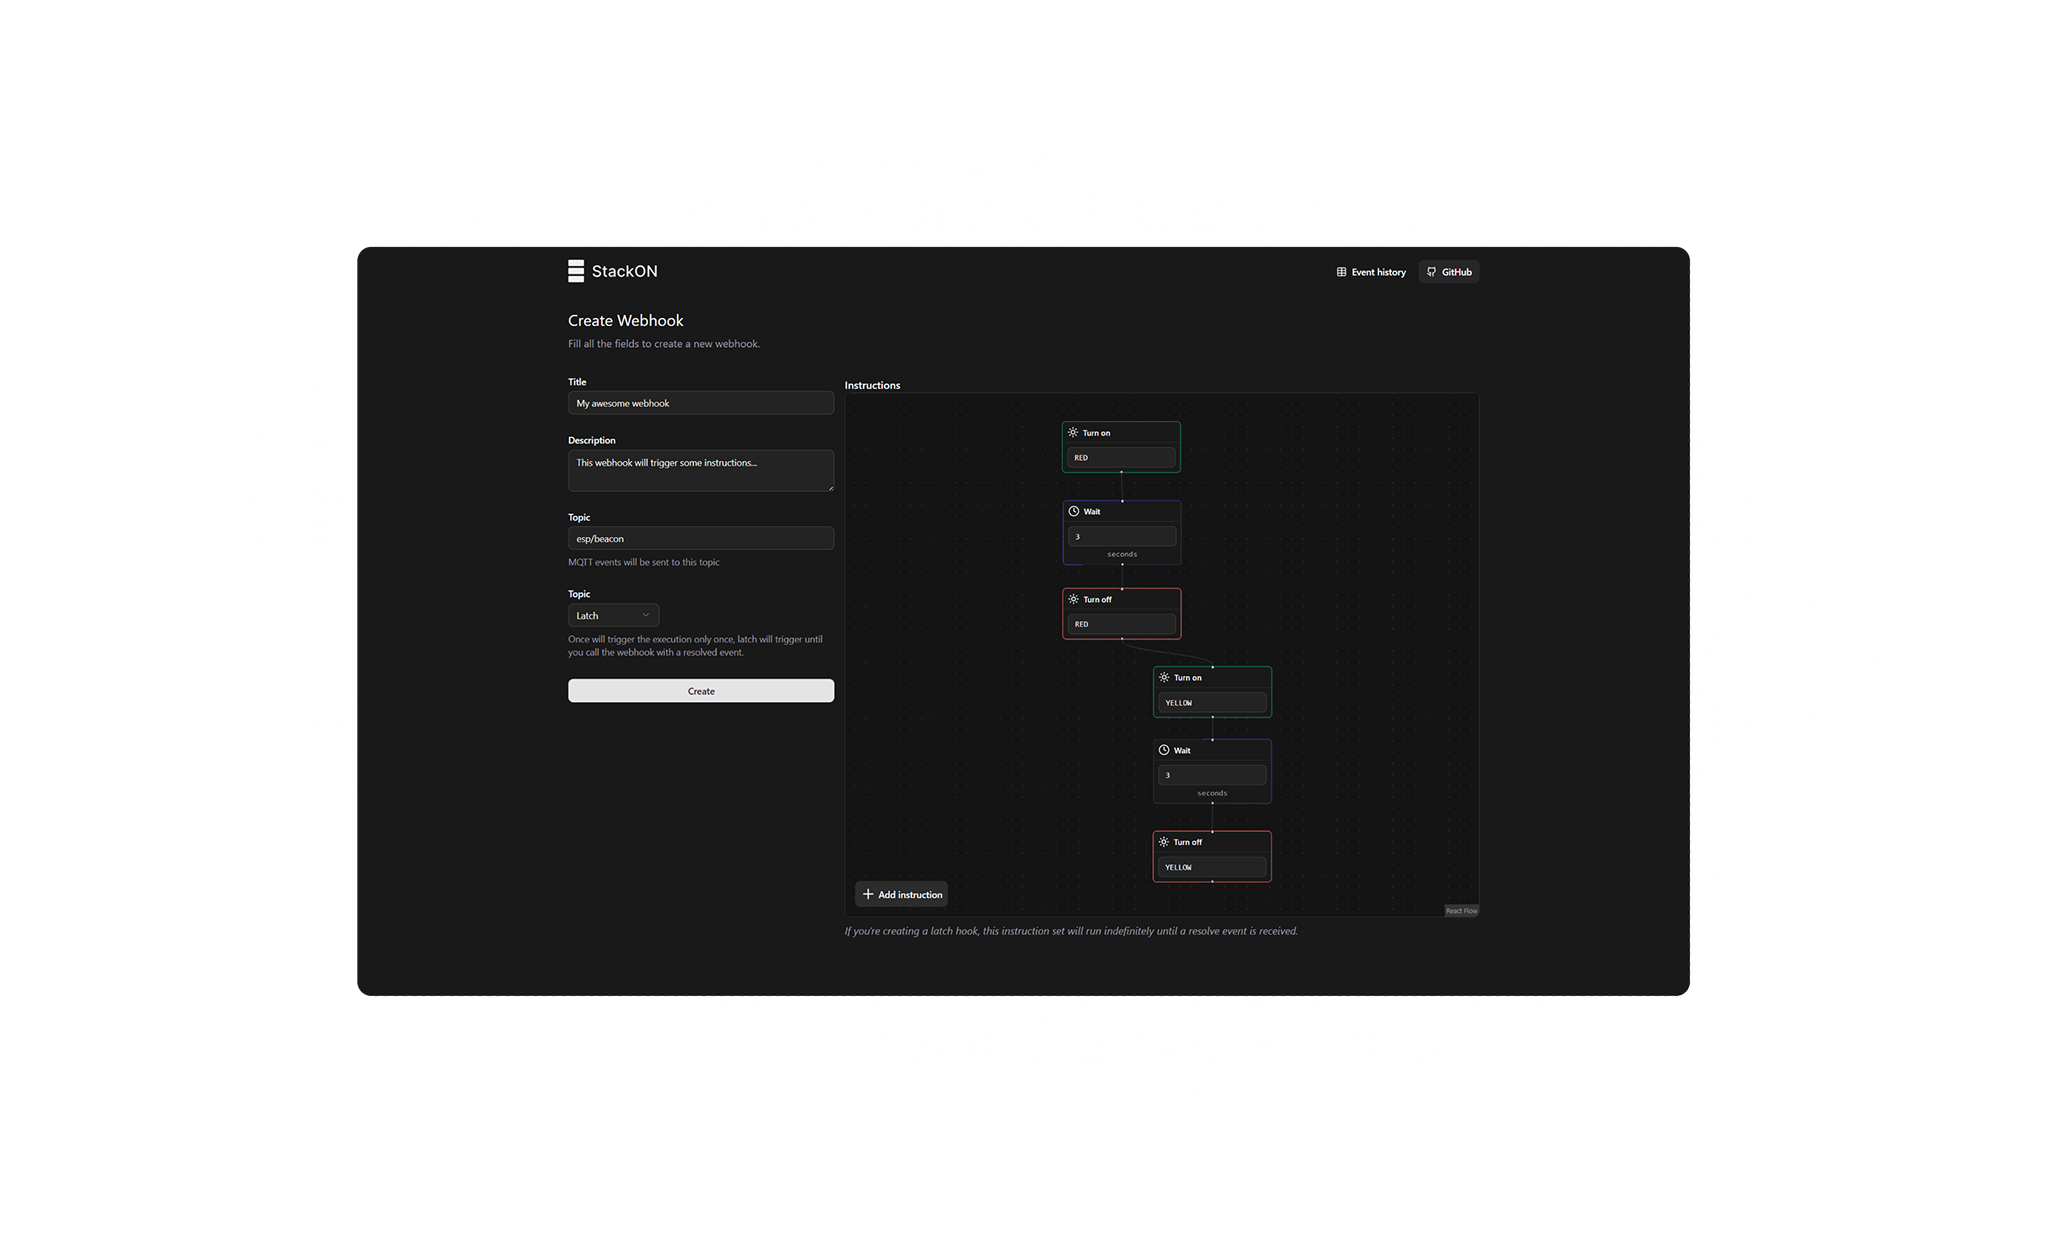 StackON
Event history
GitHub
Create Webhook
Fill all the fields to create a new webhook.
Title
My awesome webhook
Description
This webhook will trigger some instructions...
Topic
esp/beacon
MQTT events will be sent to this topic
Topic
Latch
Once will trigger the execution only once, latch will trigger until
you call the webhook with a resolved event.
Create
Instructions
Turn on
RED
Wait
3
seconds
Turn off
RED
Turn on
YELLOW
Wait
3
seconds
Turn off
YELLOW
Add instruction
React Flow
If you're creating a latch hook, this instruction set will run indefinitely until a resolve event is received.